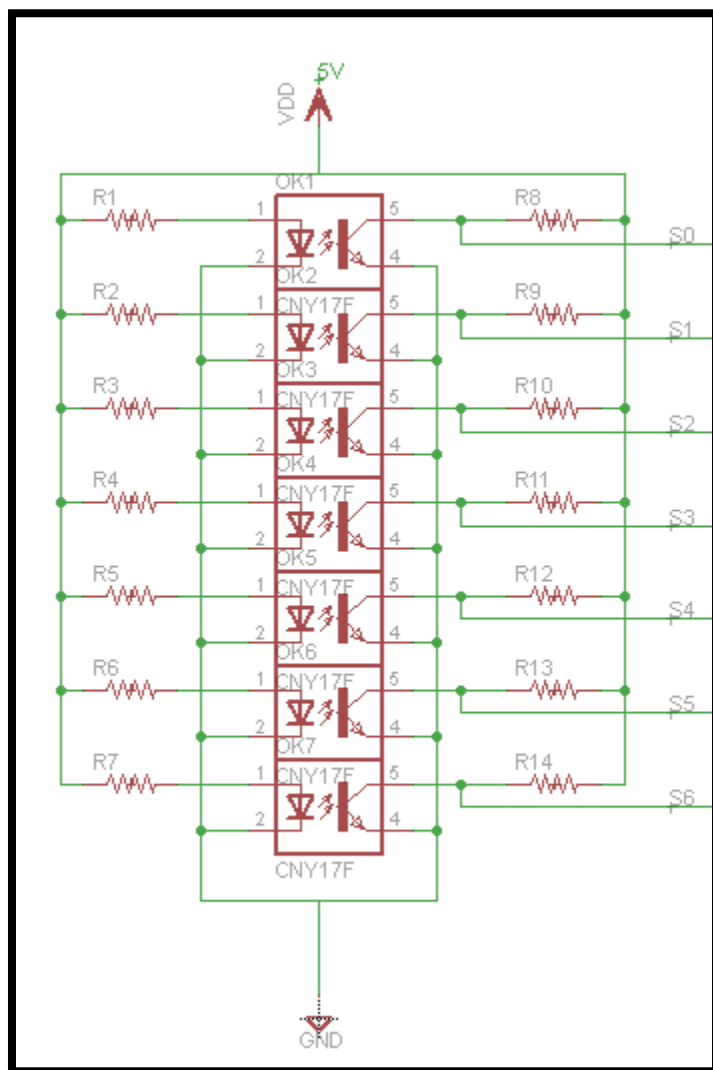 5V
VDD
OK1
R1 1 5 R8
S0
2 4
OK2
R2 1 CNY17F 5 R9
S1
2 4
OK3
R3 1 CNY17F 5 R10
S2
2 4
OK4
R4 1 CNY17F 5 R11
S3
2 4
OK5
R5 1 CNY17F 5 R12
S4
2 4
OK6
R6 1 CNY17F 5 R13
S5
2 4
OK7
R7 1 CNY17F 5 R14
S6
2 4
CNY17F
GND